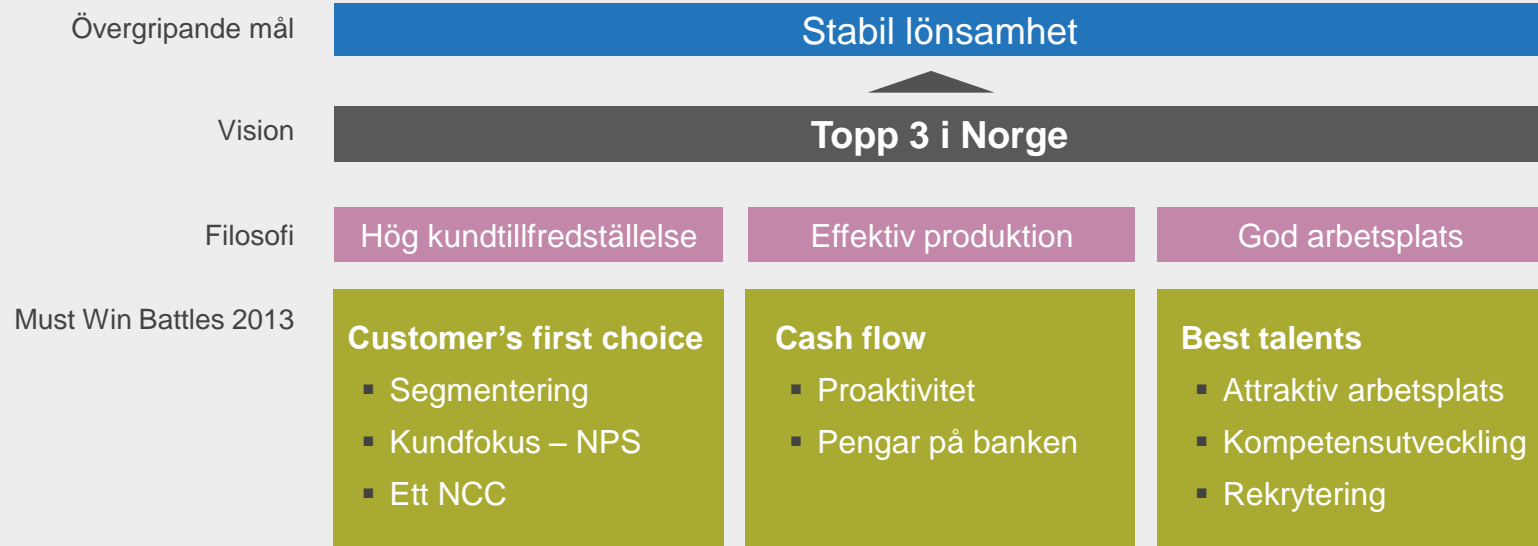 Övergripande mål
Stabil lönsamhet
Vision
Topp 3 i Norge
Filosofi
Hög kundtillfredställelse
Effektiv produktion
God arbetsplats
Must Win Battles 2013
Customer’s first choice
▪ Segmentering
▪ Kundfokus – NPS
▪ Ett NCC
Cash flow
▪ Proaktivitet
▪ Pengar på banken
Best talents
▪ Attraktiv arbetsplats
▪ Kompetensutveckling
▪ Rekrytering